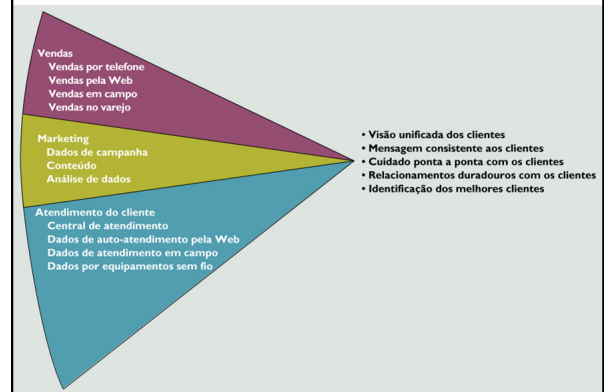 Vendas
Vendas por telefone
Vendas pela Web
Vendas em campo
Vendas no varejo
Marketing
Dados de campanha
Conteúdo
Análise de dados
Atendimento do cliente
Central de atendimento
Dados de auto-atendimento pela Web
Dados de atendimento em campo
Dados por equipamentos sem fio
• Visão unificada dos clientes
• Mensagem consistente aos clientes
• Cuidado ponta a ponta com os clientes
• Relacionamentos duradouros com os clientes
• Identificação dos melhores clientes